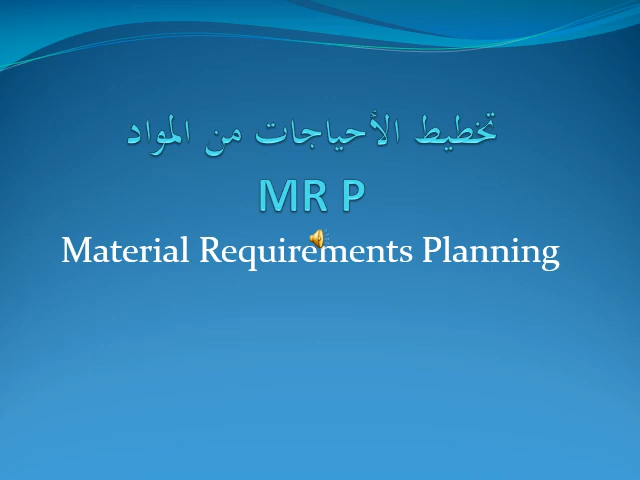 تخطيط الأحياجات من المواد
MR P
Material Requirements Planning